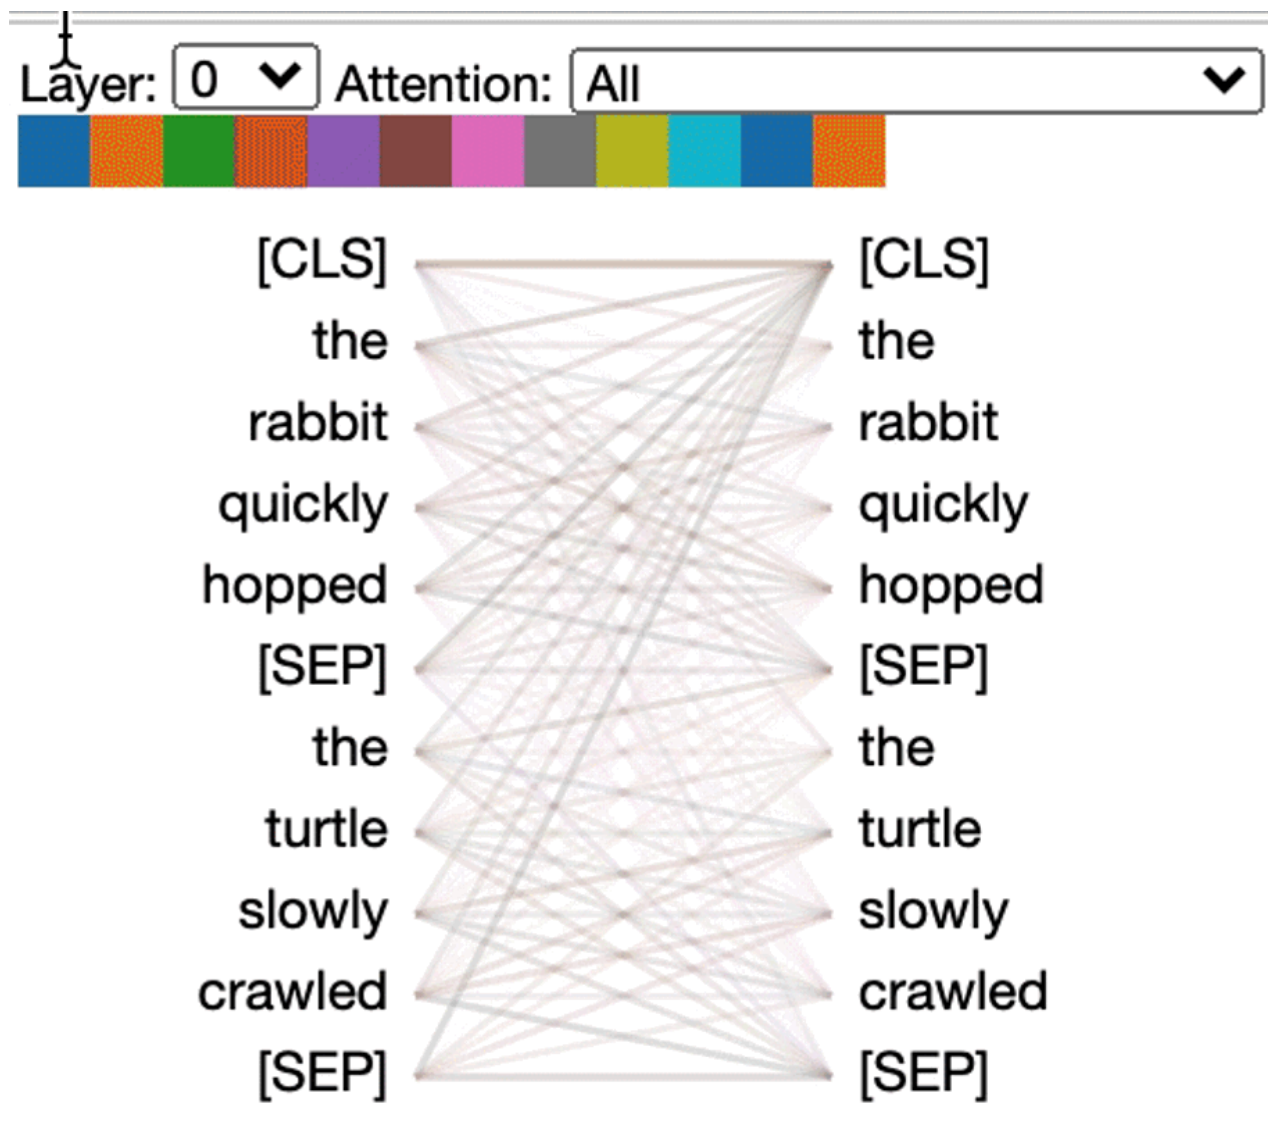 Layer: 0 Attention: All
[CLS] [CLS]
the the
rabbit rabbit
quickly quickly
hopped hopped
[SEP] [SEP]
the the
turtle turtle
slowly slowly
crawled crawled
[SEP] [SEP]